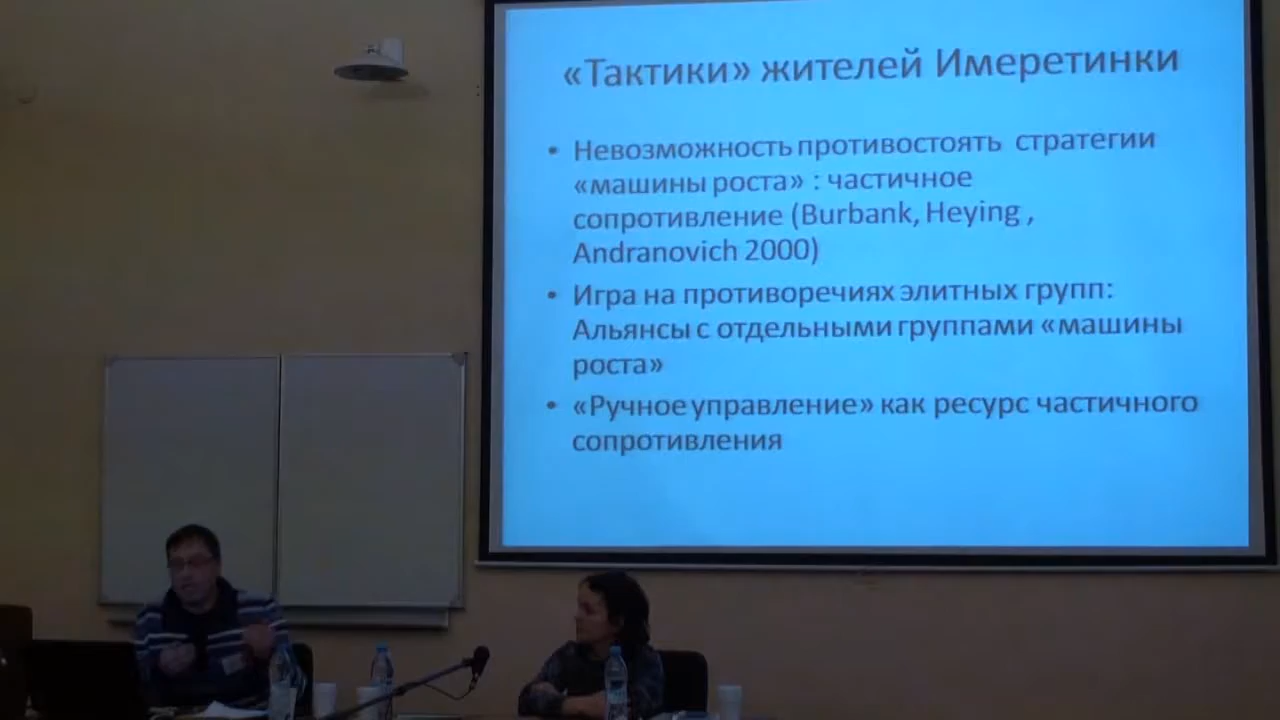 «Тактики» жителей Имеретинки
• Невозможность противостоять стратегии
«машины роста» : частичное
сопротивление (Burbank, Heying ,
Andranovich 2000)
• Игра на противоречиях элитных групп:
Альянсы с отдельными группами «машины
роста»
• «Ручное управление» как ресурс частичного
сопротивления